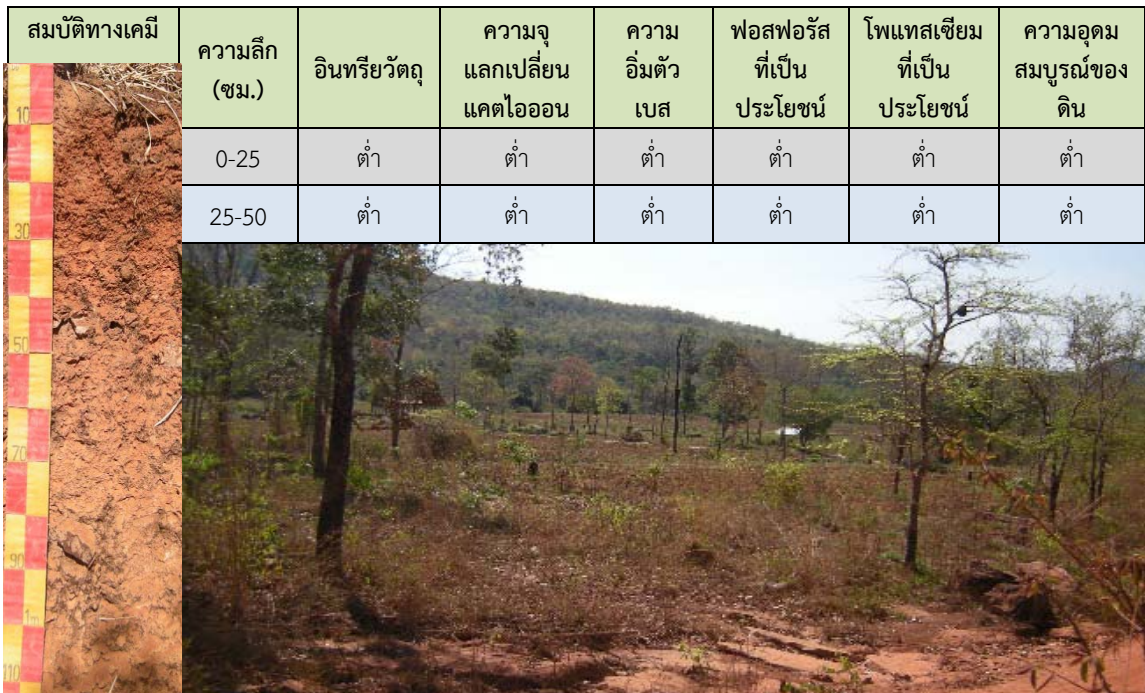 สมบัติทางเคมี
ความลึก
(ซม.)
อินทรียวัตถุ
ความจุ
แลกเปลี่ยน
แคตไอออน
ความ
อิ่มตัว
เบส
ฟอสฟอรัส
ที่เป็น
ประโยชน์
โพแทสเซียม
ที่เป็น
ประโยชน์
ความอุดม
สมบูรณ์ของ
ดิน
0-25 ต่ำ ต่ำ ต่ำ ต่ำ ต่ำ ต่ำ
25-50 ต่ำ ต่ำ ต่ำ ต่ำ ต่ำ ต่ำ
10
30
50
70
90
1m
110